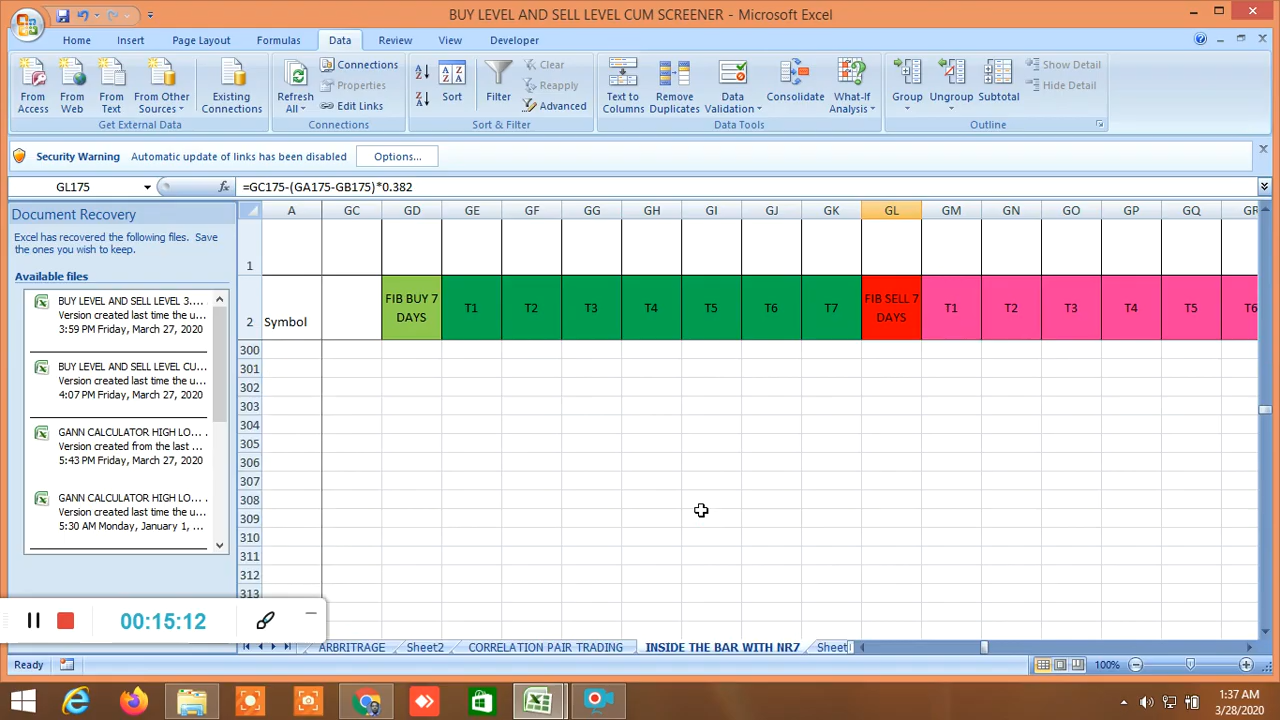 BUY LEVEL AND SELL LEVEL CUM SCREENER - Microsoft Excel
Home Insert Page Layout Formulas Data Review View Developer
From Access
From Web
From Text
From Other Sources
Existing Connections
Get External Data
Refresh All
Connections
Properties
Edit Links
Connections
Sort
Filter
Clear
Reapply
Advanced
Sort & Filter
Text to Columns
Remove Duplicates
Data Validation
Consolidate
What-If Analysis
Data Tools
Group
Ungroup
Subtotal
Show Detail
Hide Detail
Outline
Security Warning Automatic update of links has been disabled Options...
GL175 fx =GC175-(GA175-GB175)*0.382
Document Recovery
Excel has recovered the following files. Save
the ones you wish to keep.
Available files
BUY LEVEL AND SELL LEVEL 3....
Version created last time the u...
3:59 PM Friday, March 27, 2020
BUY LEVEL AND SELL LEVEL CU...
Version created last time the u...
4:07 PM Friday, March 27, 2020
GANN CALCULATOR HIGH LO...
Version created from the last ...
5:43 PM Friday, March 27, 2020
GANN CALCULATOR HIGH LO...
Version created last time the u...
5:30 AM Monday, January 1, ...
A GC GD GE GF GG GH GI GJ GK GL GM GN GO GP GQ GR
1
2 Symbol FIB BUY 7 DAYS T1 T2 T3 T4 T5 T6 T7 FIB SELL 7 DAYS T1 T2 T3 T4 T5 T6
300
301
302
303
304
305
306
307
308
309
310
311
312
313
00:15:12
ARBRITRAGE Sheet2 CORRELATION PAIR TRADING INSIDE THE BAR WITH NR7 Sheet
Ready 100%
1:37 AM
3/28/2020